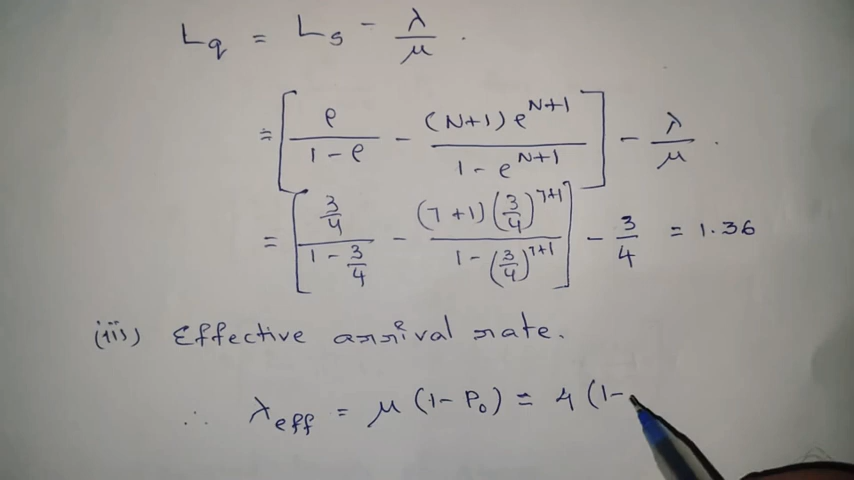 Lq = Ls - λ/μ .
= [ρ/(1-ρ) - (N+1)ρ^(N+1)/(1-ρ^(N+1))] - λ/μ .
= [(3/4)/(1-3/4) - (7+1)(3/4)^(7+1)/(1-(3/4)^(7+1))] - 3/4 = 1.36
(iii) Effective arrival rate.
∴ λeff = μ(1-P₀) = 4(1-